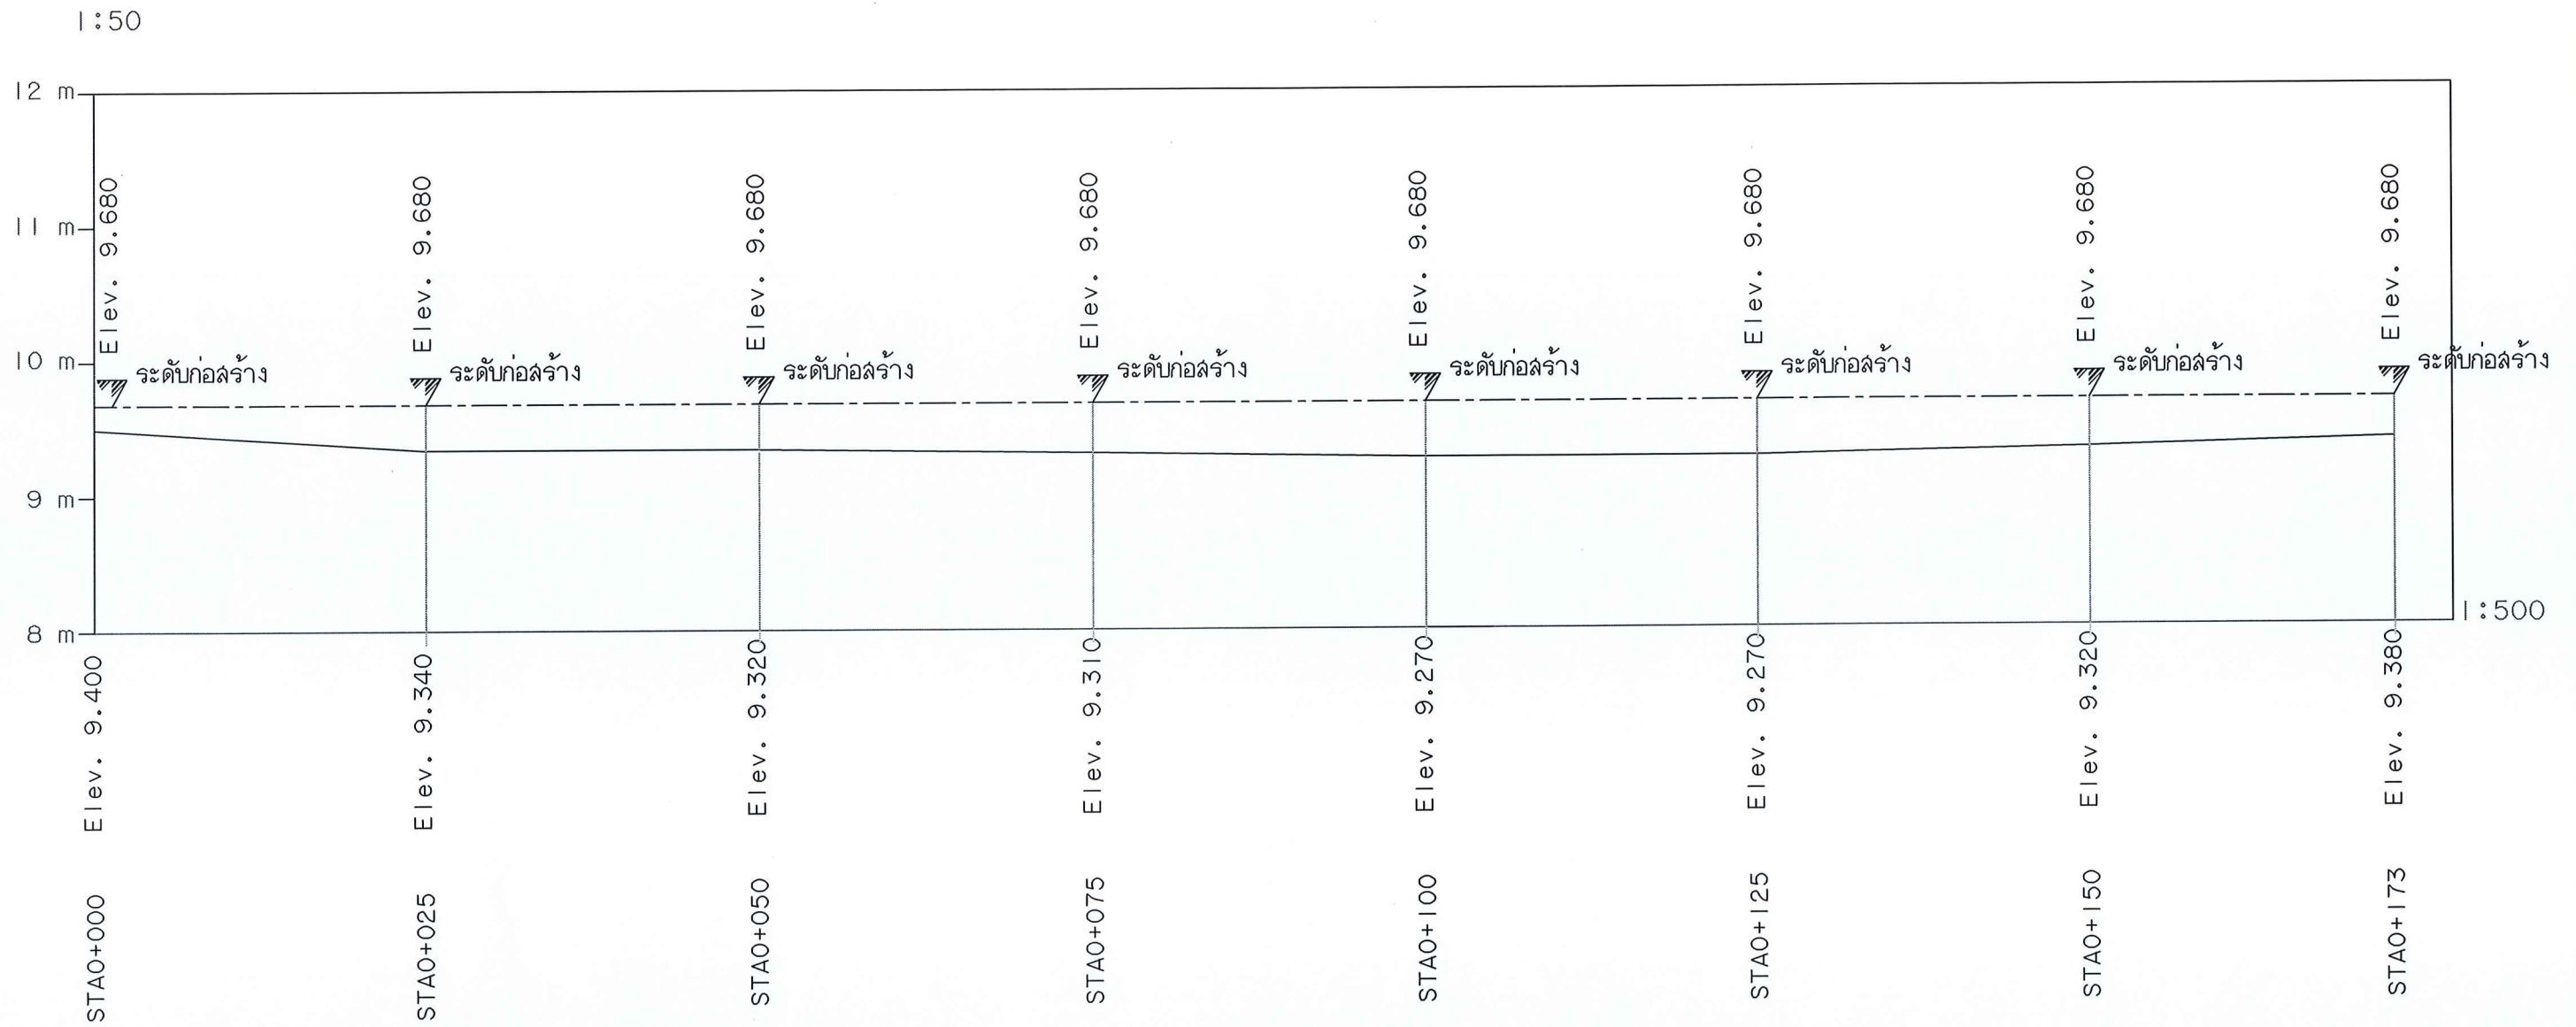 1:50
12 m
11 m
10 m
9 m
8 m
Elev. 9.680
Elev. 9.680
Elev. 9.680
Elev. 9.680
Elev. 9.680
Elev. 9.680
Elev. 9.680
Elev. 9.680
ระดับก่อสร้าง
ระดับก่อสร้าง
ระดับก่อสร้าง
ระดับก่อสร้าง
ระดับก่อสร้าง
ระดับก่อสร้าง
ระดับก่อสร้าง
ระดับก่อสร้าง
1:500
Elev. 9.400
Elev. 9.340
Elev. 9.320
Elev. 9.310
Elev. 9.270
Elev. 9.270
Elev. 9.320
Elev. 9.380
STA0+000
STA0+025
STA0+050
STA0+075
STA0+100
STA0+125
STA0+150
STA0+173